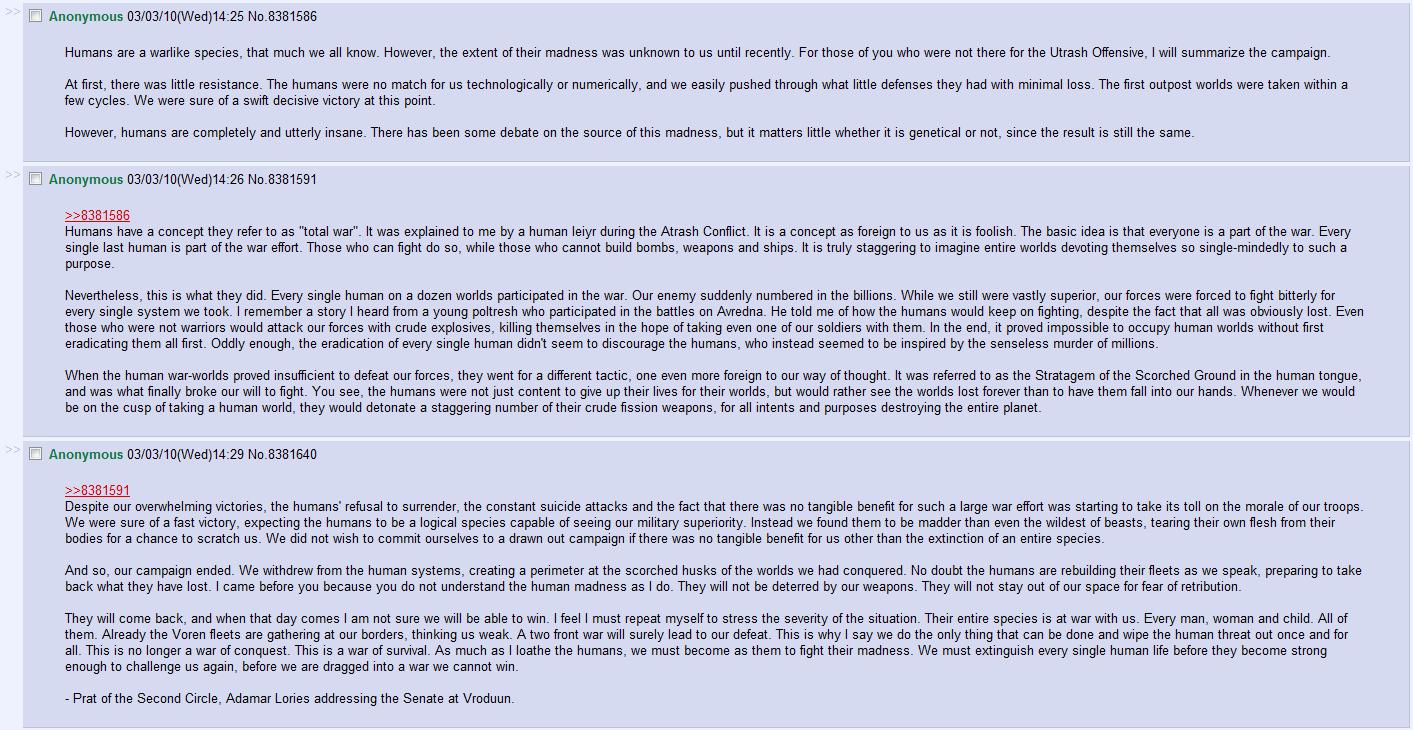 >> Anonymous 03/03/10(Wed)14:25 No.8381586
Humans are a warlike species, that much we all know. However, the extent of their madness was unknown to us until recently. For those of you who were not there for the Utrash Offensive, I will summarize the campaign.
At first, there was little resistance. The humans were no match for us technologically or numerically, and we easily pushed through what little defenses they had with minimal loss. The first outpost worlds were taken within a
few cycles. We were sure of a swift decisive victory at this point.
However, humans are completely and utterly insane. There has been some debate on the source of this madness, but it matters little whether it is genetical or not, since the result is still the same.
>> Anonymous 03/03/10(Wed)14:26 No.8381591
>>8381586
Humans have a concept they refer to as "total war". It was explained to me by a human leiyr during the Atrash Conflict. It is a concept as foreign to us as it is foolish. The basic idea is that everyone is a part of the war. Every
single last human is part of the war effort. Those who can fight do so, while those who cannot build bombs, weapons and ships. It is truly staggering to imagine entire worlds devoting themselves so single-mindedly to such a
purpose.
Nevertheless, this is what they did. Every single human on a dozen worlds participated in the war. Our enemy suddenly numbered in the billions. While we still were vastly superior, our forces were forced to fight bitterly for
every single system we took. I remember a story I heard from a young poltresh who participated in the battles on Avredna. He told me of how the humans would keep on fighting, despite the fact that all was obviously lost. Even
those who were not warriors would attack our forces with crude explosives, killing themselves in the hope of taking even one of our soldiers with them. In the end, it proved impossible to occupy human worlds without first
eradicating them all first. Oddly enough, the eradication of every single human didn't seem to discourage the humans, who instead seemed to be inspired by the senseless murder of millions.
When the human war-worlds proved insufficient to defeat our forces, they went for a different tactic, one even more foreign to our way of thought. It was referred to as the Stratagem of the Scorched Ground in the human tongue,
and was what finally broke our will to fight. You see, the humans were not just content to give up their lives for their worlds, but would rather see the worlds lost forever than to have them fall into our hands. Whenever we would
be on the cusp of taking a human world, they would detonate a staggering number of their crude fission weapons, for all intents and purposes destroying the entire planet.
>> Anonymous 03/03/10(Wed)14:29 No.8381640
>>8381591
Despite our overwhelming victories, the humans' refusal to surrender, the constant suicide attacks and the fact that there was no tangible benefit for such a large war effort was starting to take its toll on the morale of our troops.
We were sure of a fast victory, expecting the humans to be a logical species capable of seeing our military superiority. Instead we found them to be madder than even the wildest of beasts, tearing their own flesh from their
bodies for a chance to scratch us. We did not wish to commit ourselves to a drawn out campaign if there was no tangible benefit for us other than the extinction of an entire species.
And so, our campaign ended. We withdrew from the human systems, creating a perimeter at the scorched husks of the worlds we had conquered. No doubt the humans are rebuilding their fleets as we speak, preparing to take
back what they have lost. I came before you because you do not understand the human madness as I do. They will not be deterred by our weapons. They will not stay out of our space for fear of retribution.
They will come back, and when that day comes I am not sure we will be able to win. I feel I must repeat myself to stress the severity of the situation. Their entire species is at war with us. Every man, woman and child. All of
them. Already the Voren fleets are gathering at our borders, thinking us weak. A two front war will surely lead to our defeat. This is why I say we do the only thing that can be done and wipe the human threat out once and for
all. This is no longer a war of conquest. This is a war of survival. As much as I loathe the humans, we must become as them to fight their madness. We must extinguish every single human life before they become strong
enough to challenge us again, before we are dragged into a war we cannot win.
- Prat of the Second Circle, Adamar Lories addressing the Senate at Vroduun.